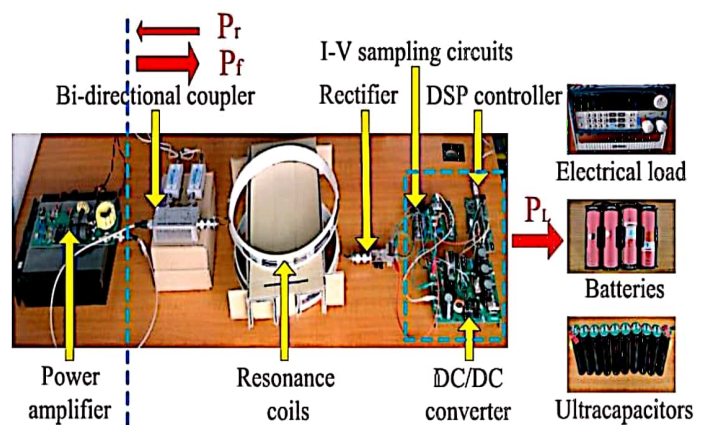 Pr
Pf
I-V sampling circuits
Bi-directional coupler
Rectifier
DSP controller
Electrical load
PL
Batteries
Power
amplifier
Resonance
coils
DC/DC
converter
Ultracapacitors